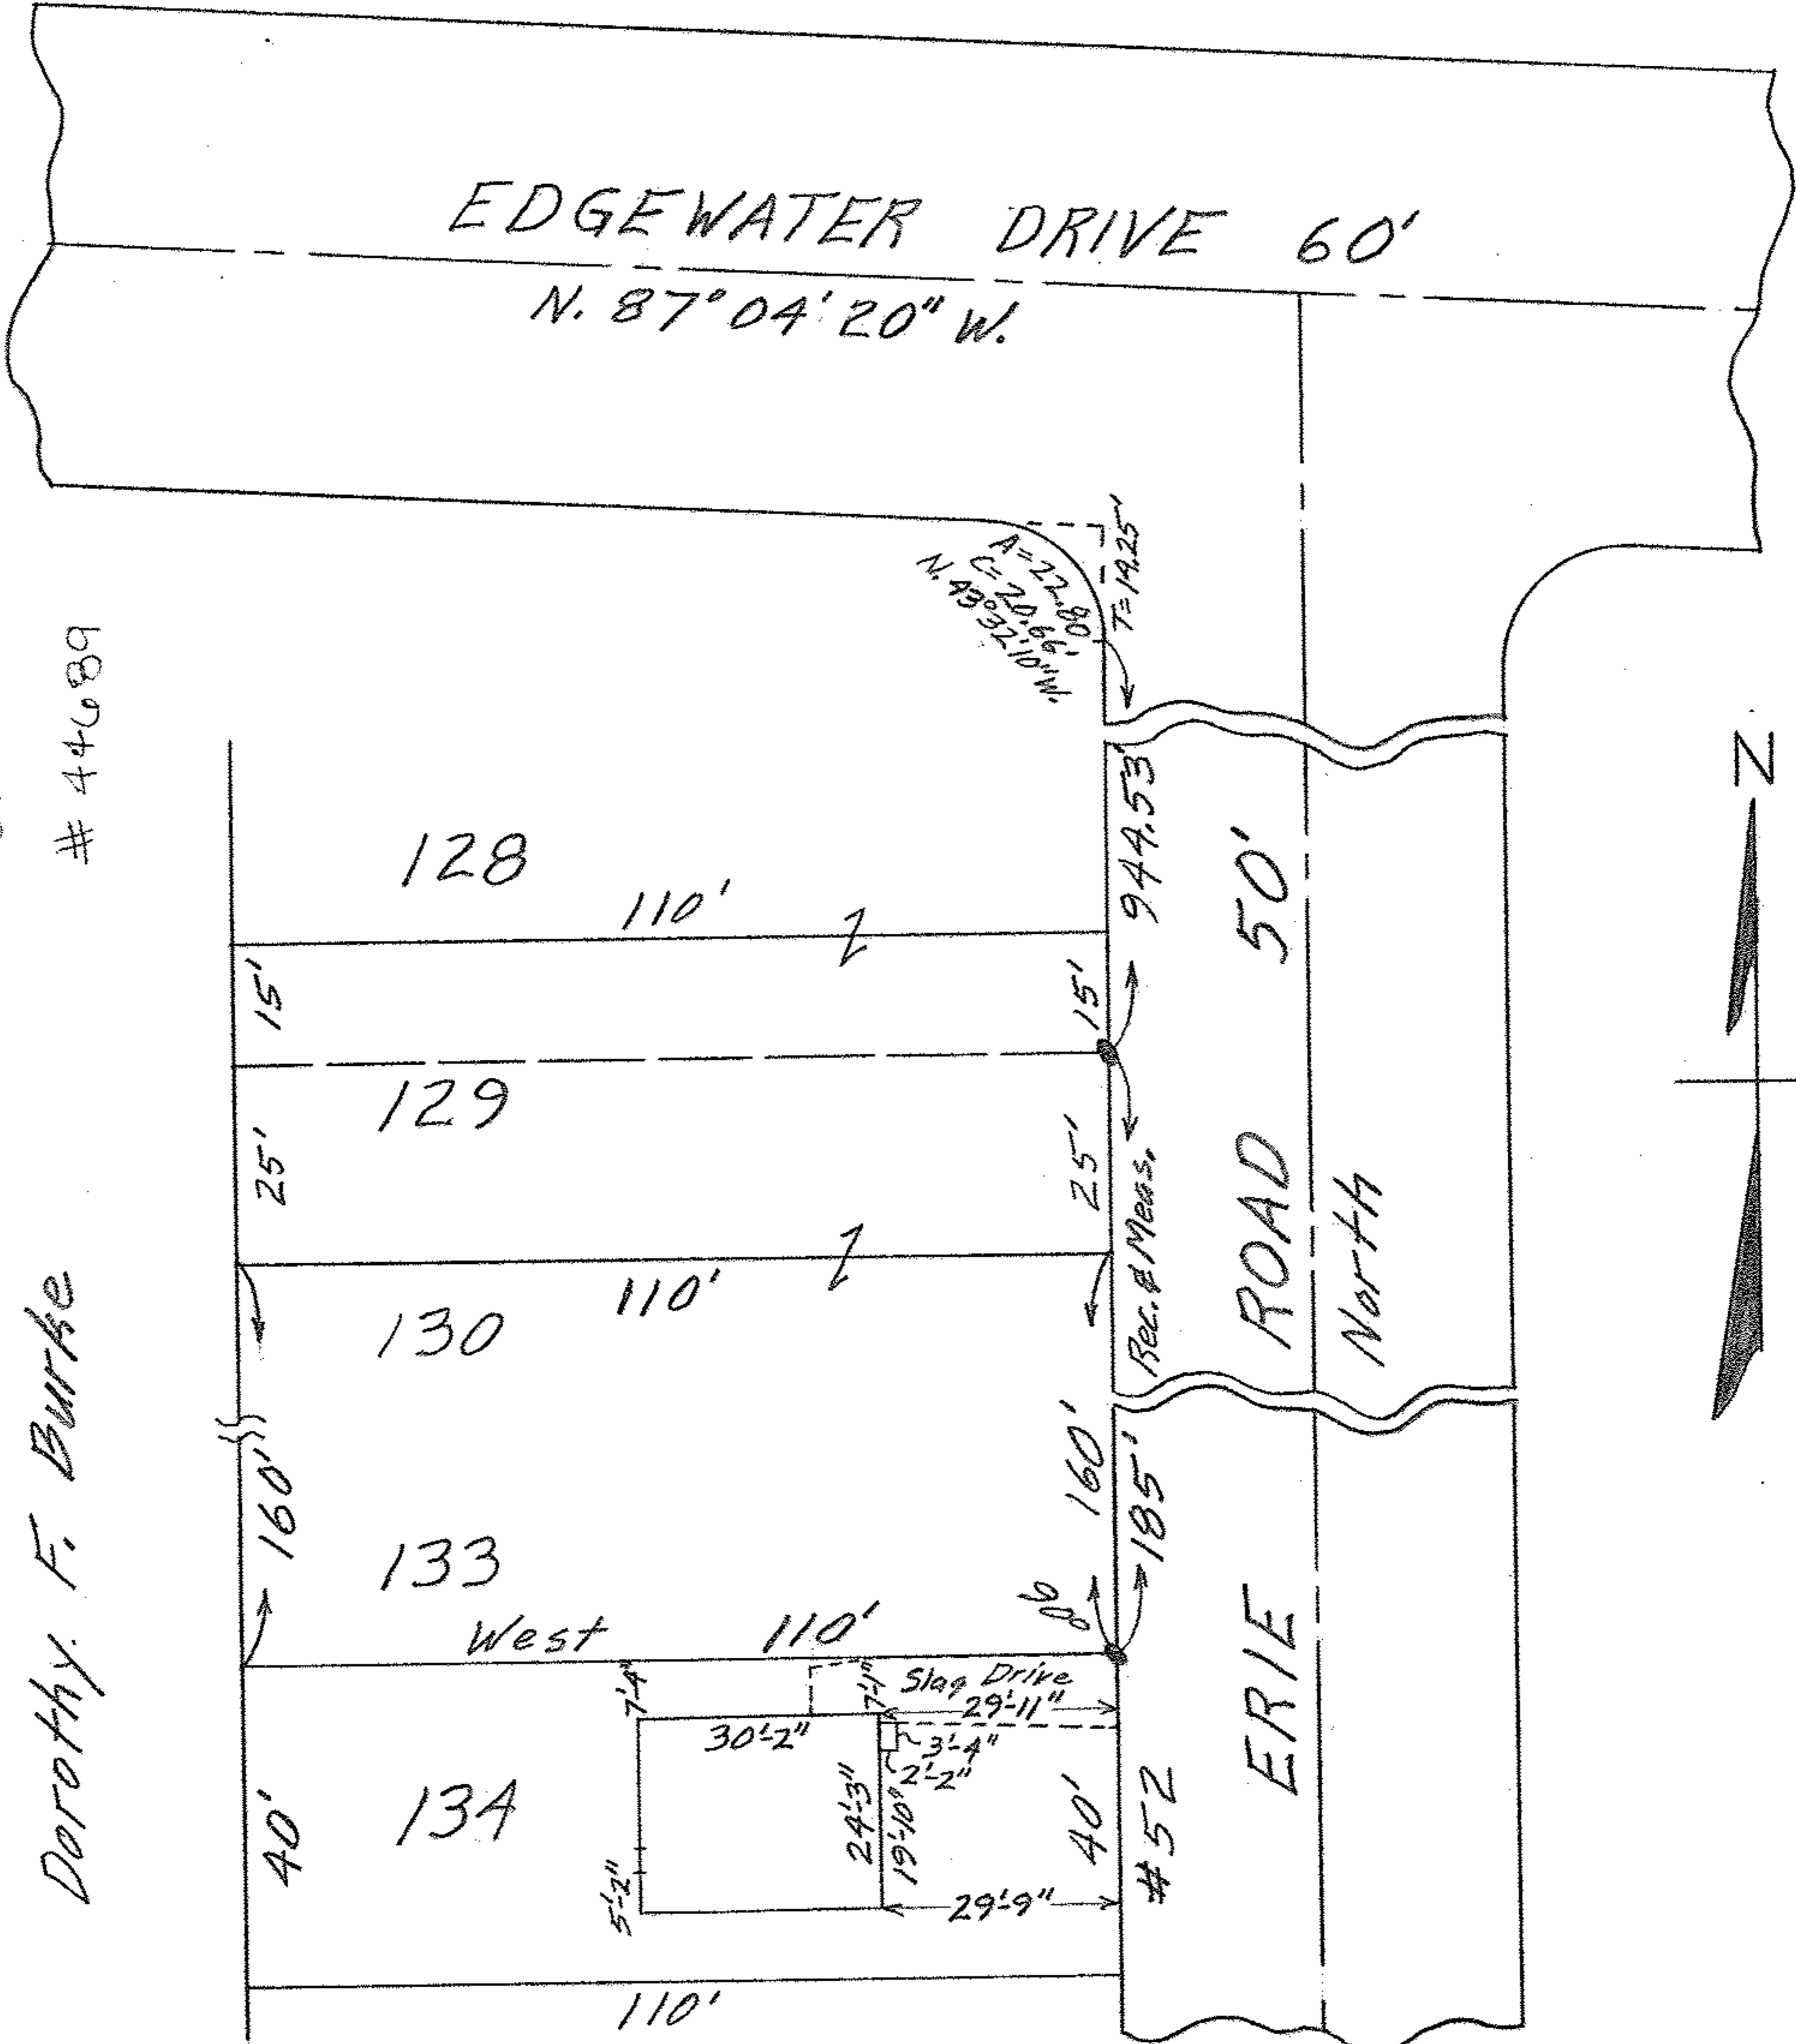 EDGEWATER DRIVE 60'
N. 87° 04' 20" W.
A = 22.80
C = 20.66'
N. 43° 32' 10" W.
T = 14.25'
# 44689
128
110'
944.53'
50'
15'
15'
129
25'
25'
Rec. & Meas.
ROAD
North
N
110'
130
Dorothy F. Burke
160'
160'
185'
133
West 110'
90°
7'-4"
7'-1"
Slag Drive
29'-11"
30'-2"
3'-4"
2'-2"
24'-3"
19'-10"
ERIE
134
40'
40'
#52
5'-2"
29'-9"
110'